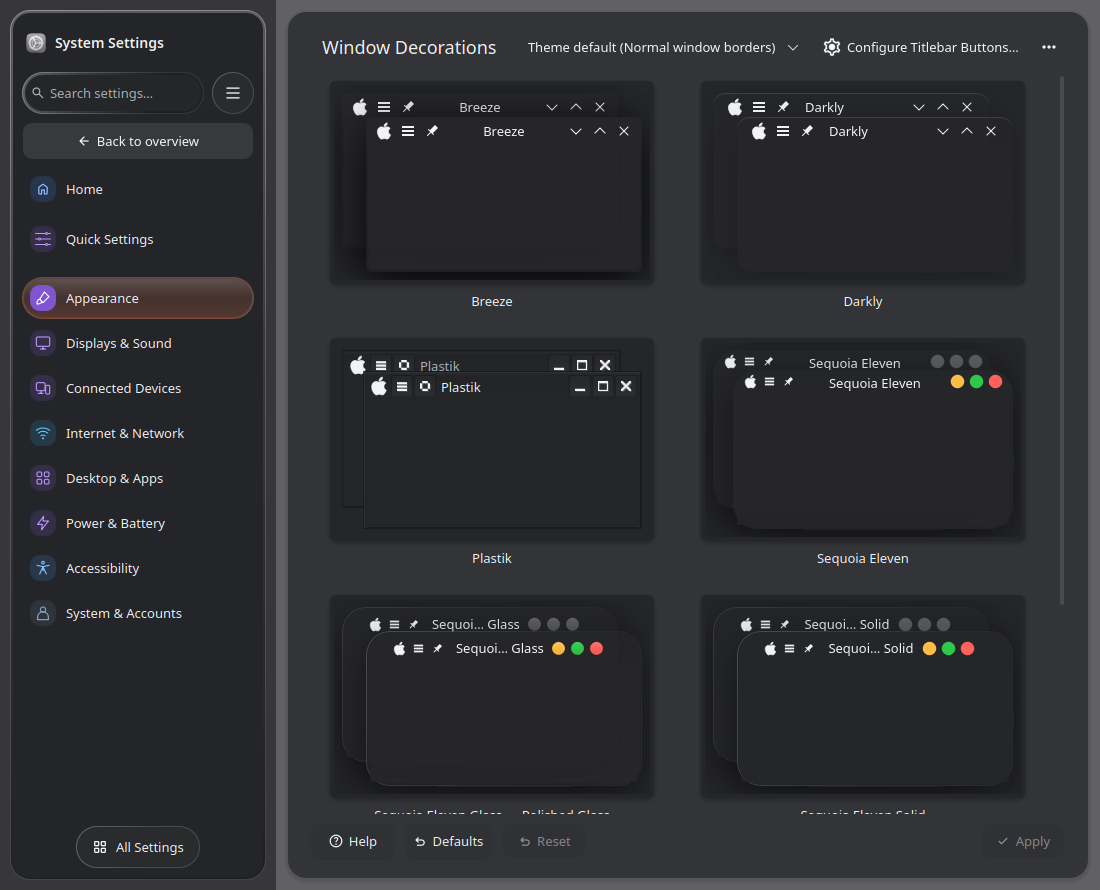 System Settings
Search settings...
Back to overview
Home
Quick Settings
Appearance
Displays & Sound
Connected Devices
Internet & Network
Desktop & Apps
Power & Battery
Accessibility
System & Accounts
All Settings
Window Decorations
Theme default (Normal window borders)
Configure Titlebar Buttons...
Breeze
Breeze
Breeze
Darkly
Darkly
Darkly
Plastik
Plastik
Plastik
Sequoia Eleven
Sequoia Eleven
Sequoia Eleven
Sequoi... Glass
Sequoi... Glass
Sequoi... Solid
Sequoi... Solid
Sequoia Eleven Solid
Help
Defaults
Reset
Apply